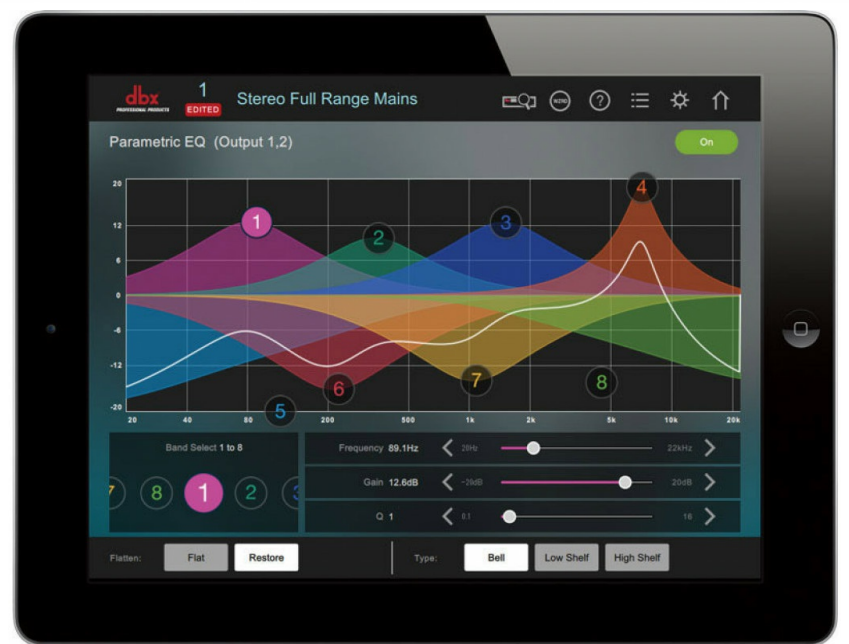 dbx
PROFESSIONAL PRODUCTS
1
EDITED
Stereo Full Range Mains
WIZARD
?
Parametric EQ (Output 1,2)
On
20
12
6
0
-6
-12
-20
1
2
3
4
5
6
7
8
20
40
80
200
500
1k
2k
5k
10k
20k
Band Select 1 to 8
7
8
1
2
3
Frequency 89.1Hz
20Hz
22kHz
Gain 12.6dB
-20dB
20dB
Q 1
0.1
16
Flatten:
Flat
Restore
Type:
Bell
Low Shelf
High Shelf